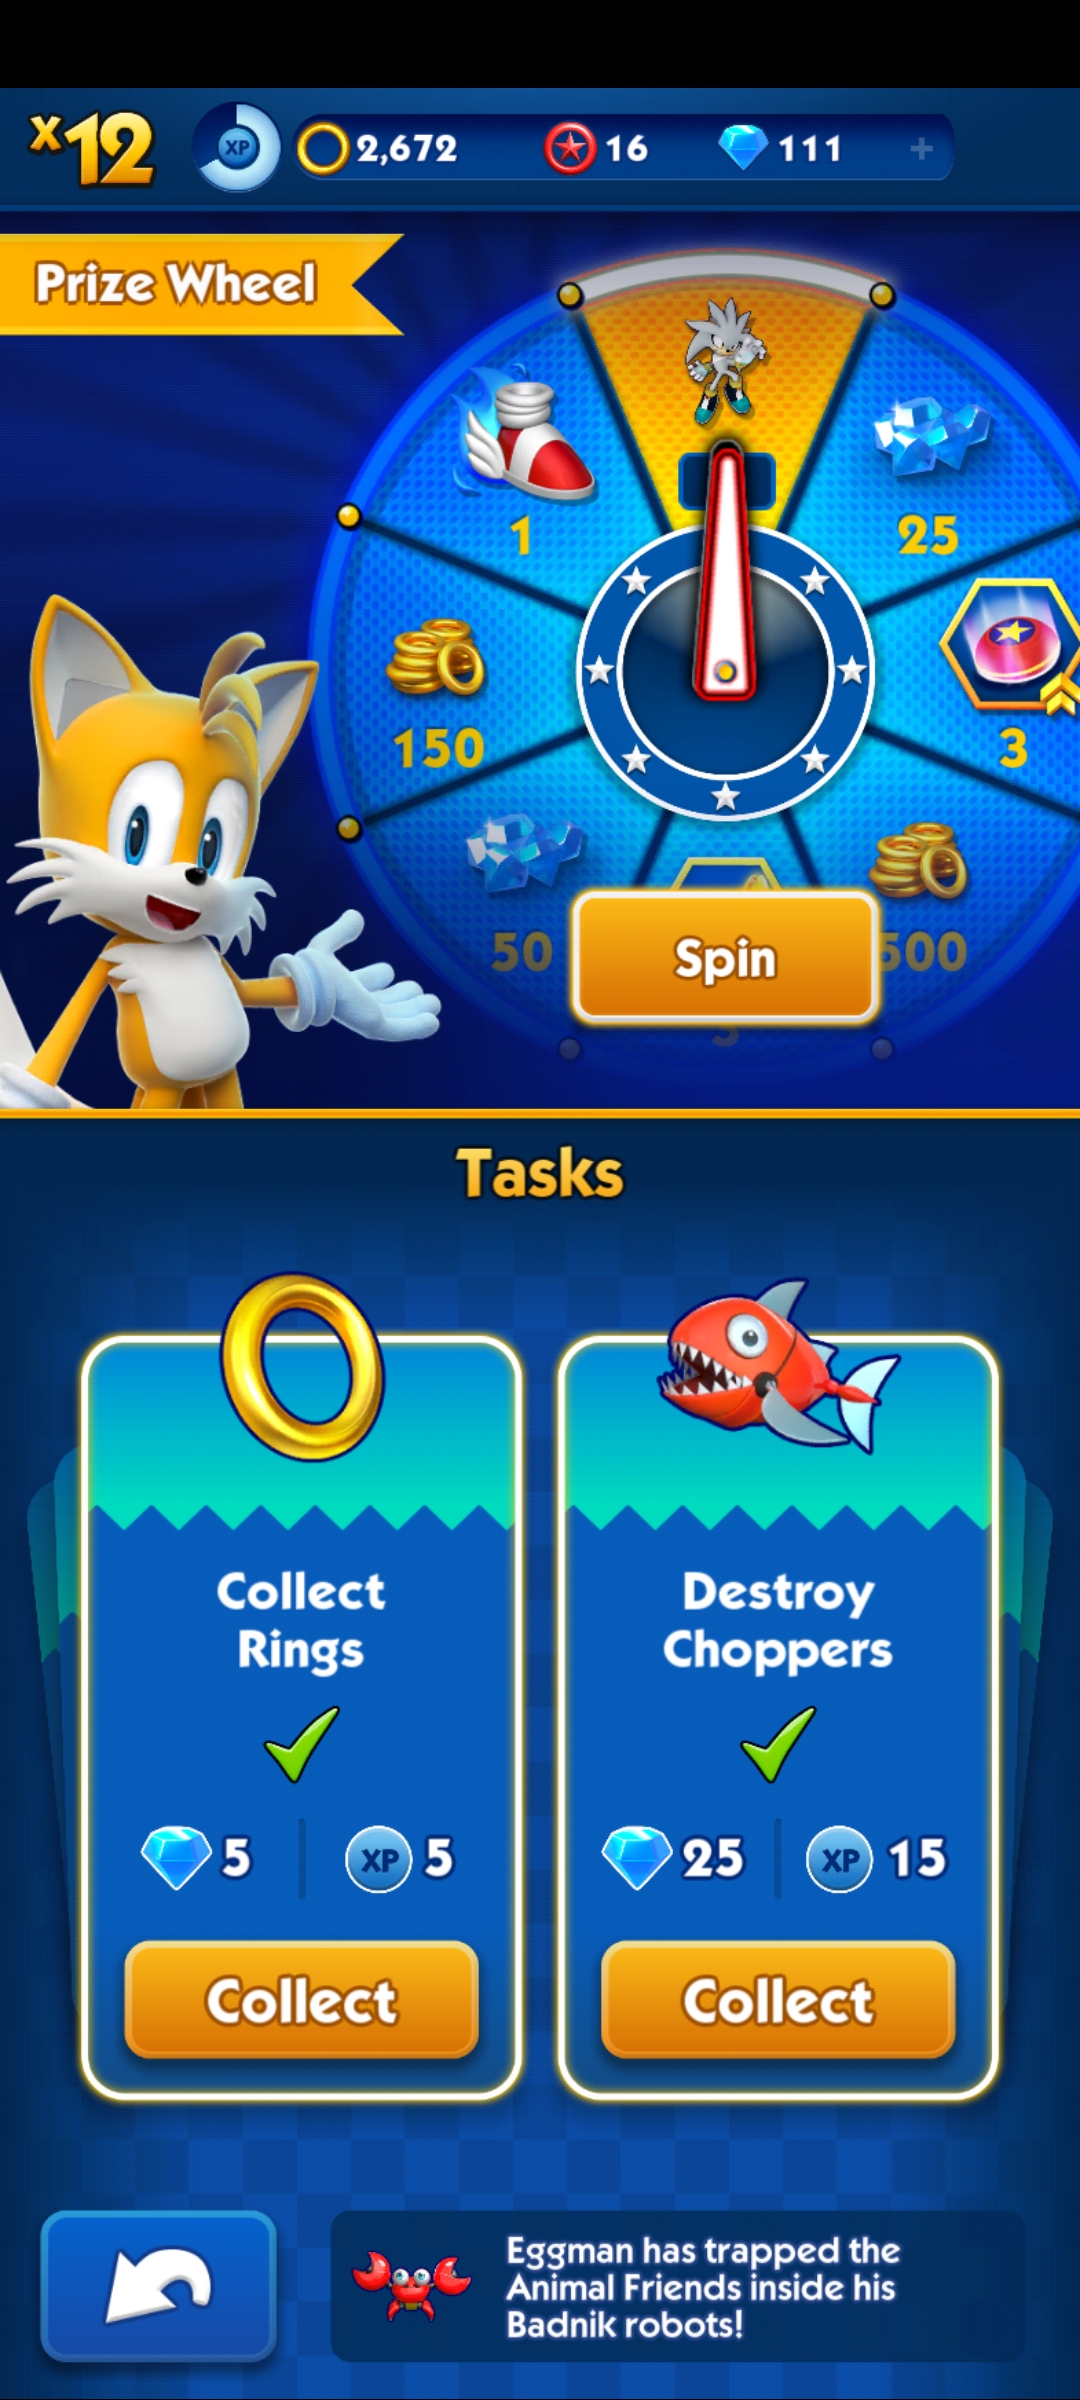 x12
XP
2,672
16
111
+
Prize Wheel
1
25
150
3
50
500
Spin
3
Tasks
Collect
Rings
5
XP
5
Collect
Destroy
Choppers
25
XP
15
Collect
Eggman has trapped the
Animal Friends inside his
Badnik robots!